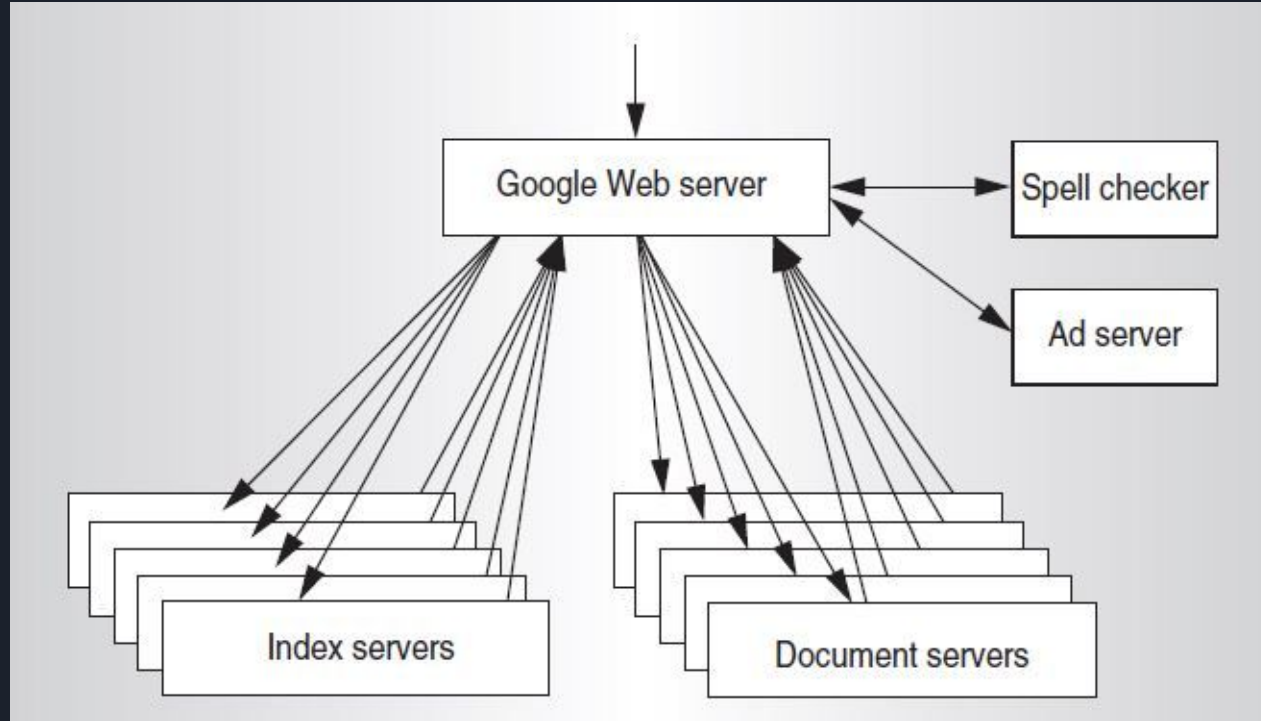 Google Web server
Spell checker
Ad server
Index servers
Document servers